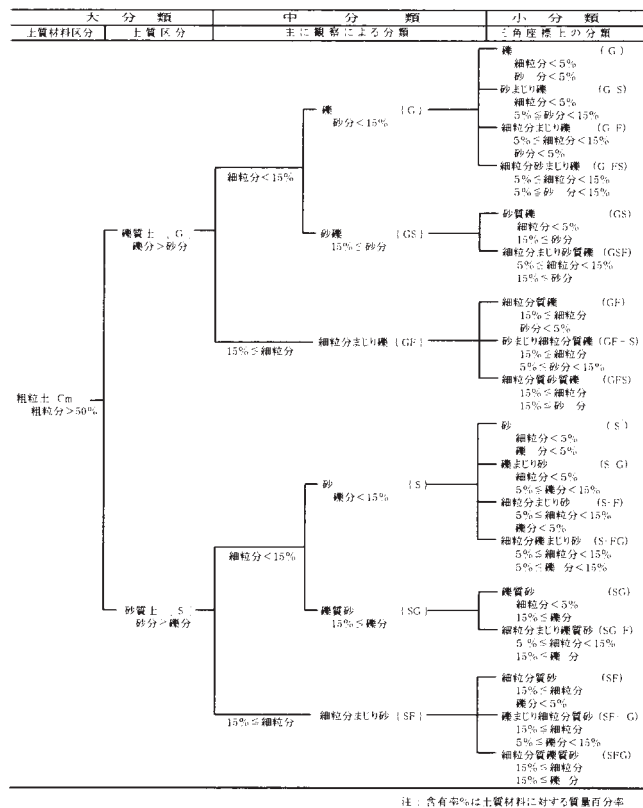 大分類 中分類 小分類
土質材料区分 土質区分 主に観察による分類 三角座標上の分類
礫 (G)
細粒分<5%
砂 分<5%
砂まじり礫 (G-S)
細粒分<5%
5%≦砂分<15%
細粒分まじり礫 (G-F)
5%≦細粒分<15%
砂分<5%
細粒分砂まじり礫 (G-FS)
5%≦細粒分<15%
5%≦砂 分<15%
礫 {G}
砂分<15%
細粒分<15%
砂礫 {GS}
15%≦砂分
砂質礫 (GS)
細粒分<5%
15%≦砂分
細粒分まじり砂質礫 (GSF)
5%≦細粒分<15%
15%≦砂分
礫質土 [G]
礫分>砂分
15%≦細粒分
細粒分まじり礫 {GF}
細粒分質礫 (GF)
15%≦細粒分
砂分<5%
砂まじり細粒分質礫 (GF-S)
15%≦細粒分
5%≦砂分<15%
細粒分質砂質礫 (GFS)
15%≦細粒分
15%≦砂 分
粗粒土 Cm
粗粒分>50%
砂 (S)
細粒分<5%
礫 分<5%
礫まじり砂 (S-G)
細粒分<5%
5%≦礫分<15%
細粒分まじり砂 (S-F)
5%≦細粒分<15%
礫分<5%
細粒分礫まじり砂 (S-FG)
5%≦細粒分<15%
5%≦礫 分<15%
砂 {S}
礫分<15%
細粒分<15%
礫質砂 {SG}
15%≦礫分
礫質砂 (SG)
細粒分<5%
15%≦礫分
細粒分まじり礫質砂 (SG-F)
5%≦細粒分<15%
15%≦礫 分
砂質土 [S]
砂分≧礫分
15%≦細粒分
細粒分まじり砂 {SF}
細粒分質砂 (SF)
15%≦細粒分
礫分<5%
礫まじり細粒分質砂 (SF-G)
15%≦細粒分
5%≦礫分<15%
細粒分質礫質砂 (SFG)
15%≦細粒分
15%≦礫 分
注:含有率%は土質材料に対する質量百分率